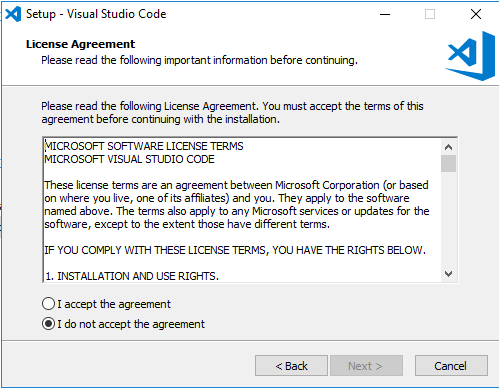 Setup - Visual Studio Code
License Agreement
Please read the following important information before continuing.
Please read the following License Agreement. You must accept the terms of this
agreement before continuing with the installation.
MICROSOFT SOFTWARE LICENSE TERMS
MICROSOFT VISUAL STUDIO CODE
These license terms are an agreement between Microsoft Corporation (or based
on where you live, one of its affiliates) and you. They apply to the software
named above. The terms also apply to any Microsoft services or updates for the
software, except to the extent those have different terms.
IF YOU COMPLY WITH THESE LICENSE TERMS, YOU HAVE THE RIGHTS BELOW.
1. INSTALLATION AND USE RIGHTS.
I accept the agreement
I do not accept the agreement
< Back
Next >
Cancel